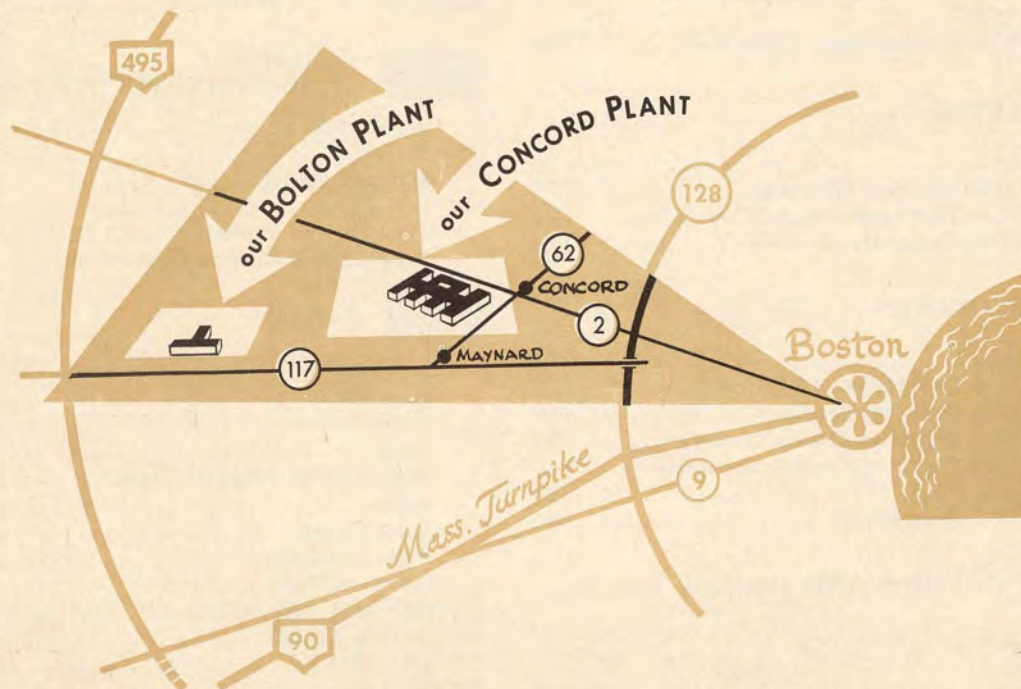 495
our BOLTON PLANT
our CONCORD PLANT
128
62
CONCORD
2
MAYNARD
117
Boston
Mass. Turnpike
9
90